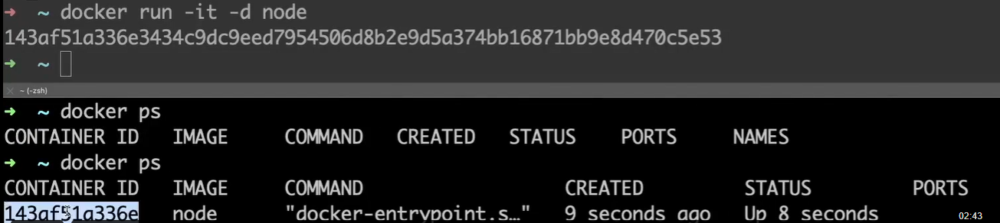 ➜ ~ docker run -it -d node
143af51a336e3434c9dc9eed7954506d8b2e9d5a374bb16871bb9e8d470c5e53
➜ ~
× ~ (-zsh)
➜ ~ docker ps
CONTAINER ID IMAGE COMMAND CREATED STATUS PORTS NAMES
➜ ~ docker ps
CONTAINER ID IMAGE COMMAND CREATED STATUS PORTS
143af51a336e node "docker-entrypoint.s…" 9 seconds ago Up 8 seconds
02:43